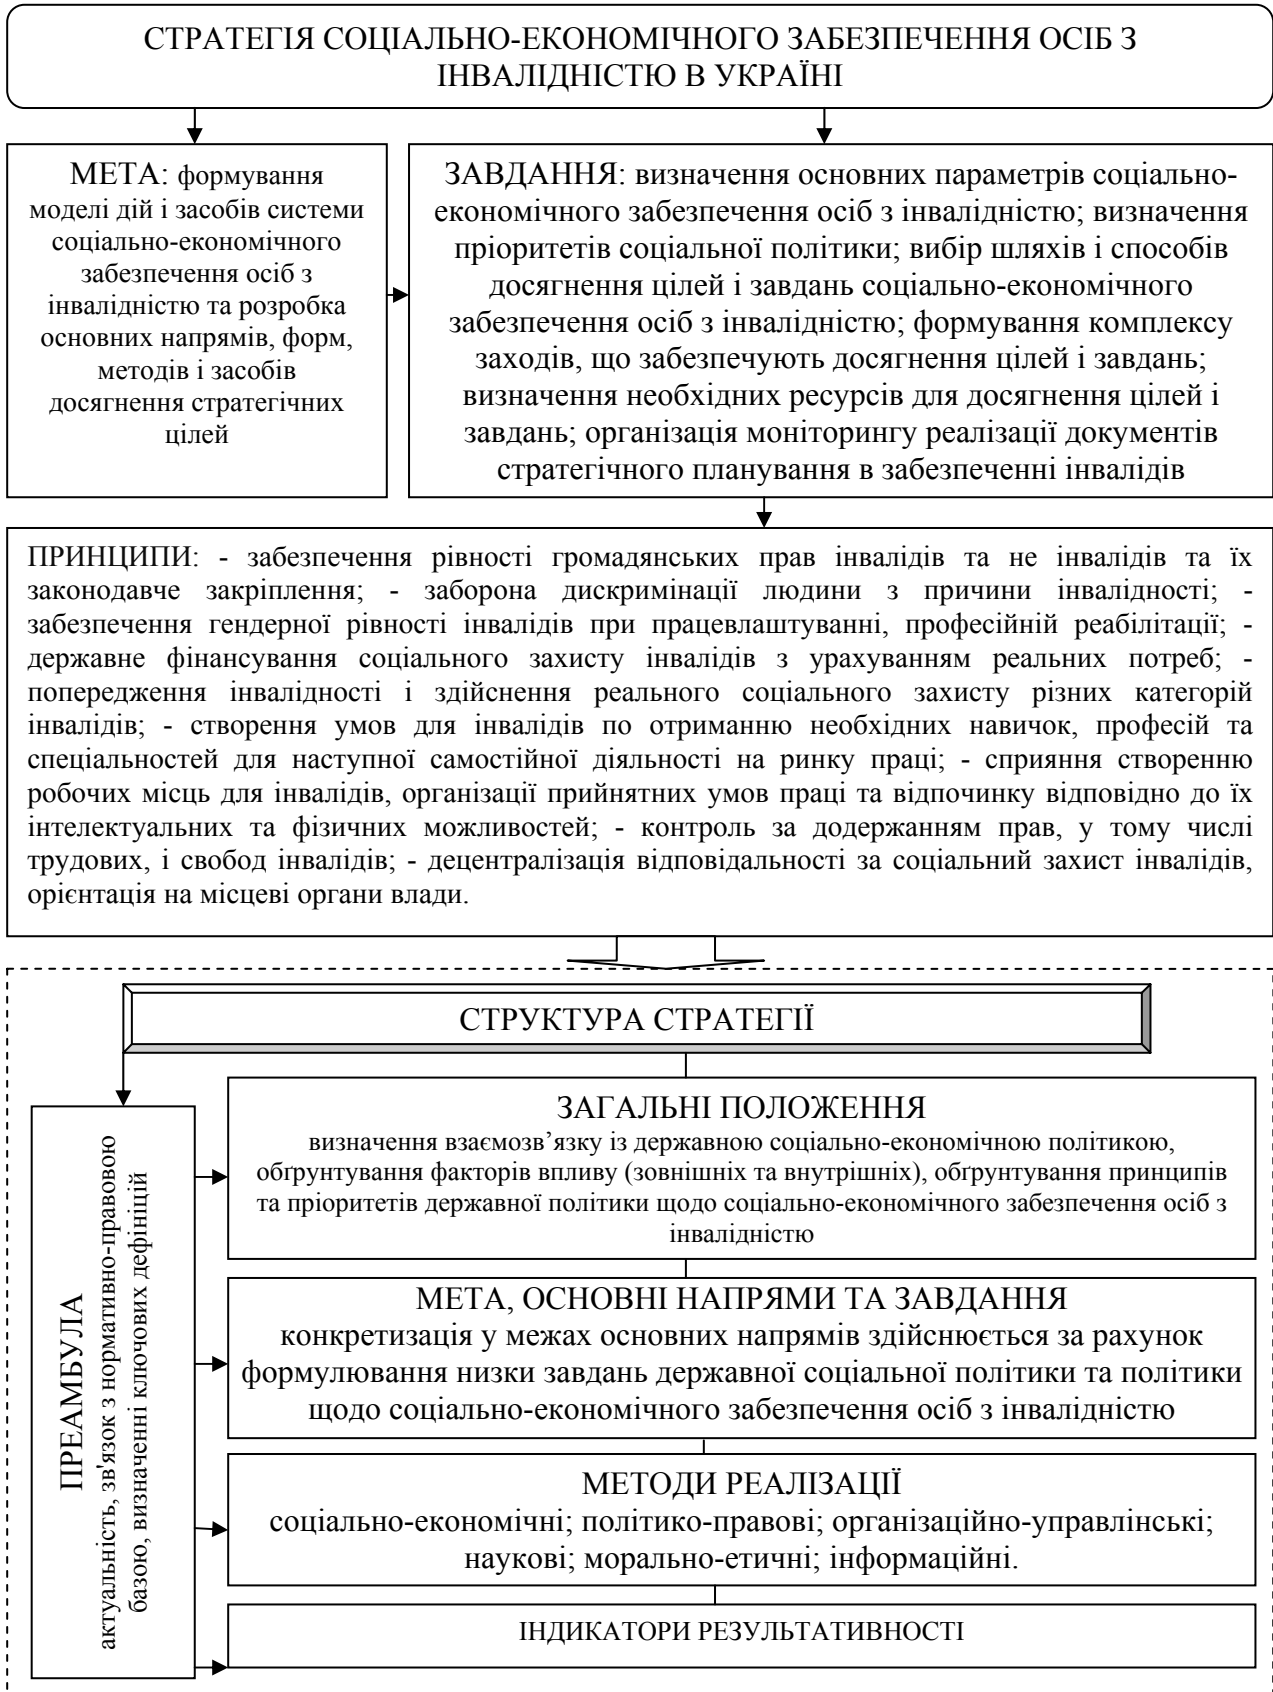 СТРАТЕГІЯ СОЦІАЛЬНО-ЕКОНОМІЧНОГО ЗАБЕЗПЕЧЕННЯ ОСІБ З
ІНВАЛІДНІСТЮ В УКРАЇНІ
МЕТА: формування
моделі дій і засобів системи
соціально-економічного
забезпечення осіб з
інвалідністю та розробка
основних напрямів, форм,
методів і засобів
досягнення стратегічних
цілей
ЗАВДАННЯ: визначення основних параметрів соціально-
економічного забезпечення осіб з інвалідністю; визначення
пріоритетів соціальної політики; вибір шляхів і способів
досягнення цілей і завдань соціально-економічного
забезпечення осіб з інвалідністю; формування комплексу
заходів, що забезпечують досягнення цілей і завдань;
визначення необхідних ресурсів для досягнення цілей і
завдань; організація моніторингу реалізації документів
стратегічного планування в забезпеченні інвалідів
ПРИНЦИПИ: - забезпечення рівності громадянських прав інвалідів та не інвалідів та їх
законодавче закріплення; - заборона дискримінації людини з причини інвалідності; -
забезпечення гендерної рівності інвалідів при працевлаштуванні, професійній реабілітації; -
державне фінансування соціального захисту інвалідів з урахуванням реальних потреб; -
попередження інвалідності і здійснення реального соціального захисту різних категорій
інвалідів; - створення умов для інвалідів по отриманню необхідних навичок, професій та
спеціальностей для наступної самостійної діяльності на ринку праці; - сприяння створенню
робочих місць для інвалідів, організації прийнятних умов праці та відпочинку відповідно до їх
інтелектуальних та фізичних можливостей; - контроль за додержанням прав, у тому числі
трудових, і свобод інвалідів; - децентралізація відповідальності за соціальний захист інвалідів,
орієнтація на місцеві органи влади.
СТРУКТУРА СТРАТЕГІЇ
ПРЕАМБУЛА
актуальність, зв'язок з нормативно-правовою
базою, визначенні ключових дефініцій
ЗАГАЛЬНІ ПОЛОЖЕННЯ
визначення взаємозв’язку із державною соціально-економічною політикою,
обґрунтування факторів впливу (зовнішніх та внутрішніх), обґрунтування принципів
та пріоритетів державної політики щодо соціально-економічного забезпечення осіб з
інвалідністю
МЕТА, ОСНОВНІ НАПРЯМИ ТА ЗАВДАННЯ
конкретизація у межах основних напрямів здійснюється за рахунок
формулювання низки завдань державної соціальної політики та політики
щодо соціально-економічного забезпечення осіб з інвалідністю
МЕТОДИ РЕАЛІЗАЦІЇ
соціально-економічні; політико-правові; організаційно-управлінські;
наукові; морально-етичні; інформаційні.
ІНДИКАТОРИ РЕЗУЛЬТАТИВНОСТІ